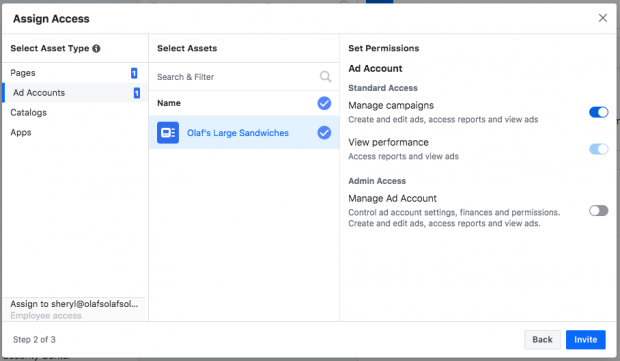 Assign Access
Select Asset Type
Pages
1
Ad Accounts
1
Catalogs
Apps
Assign to sheryl@olafsolafsol...
Employee access
Select Assets
Search & Filter
Name
Olaf's Large Sandwiches
Set Permissions
Ad Account
Standard Access
Manage campaigns
Create and edit ads, access reports and view ads
View performance
Access reports and view ads
Admin Access
Manage Ad Account
Control ad account settings, finances and permissions.
Create and edit ads, access reports and view ads.
Step 2 of 3
Back
Invite